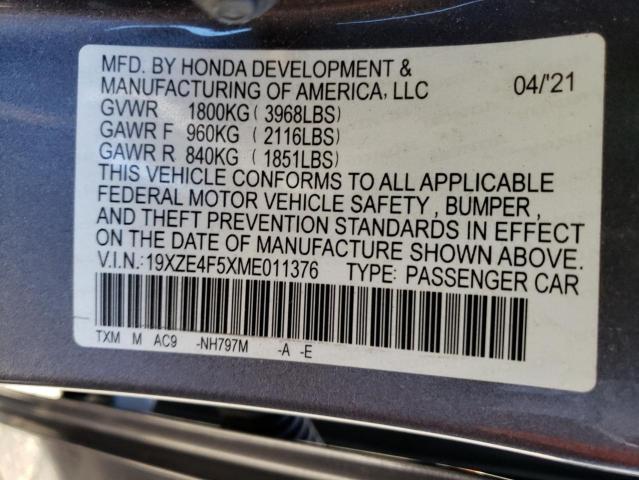 MFD. BY HONDA DEVELOPMENT &
MANUFACTURING OF AMERICA, LLC 04/'21
GVWR 1800KG ( 3968LBS)
GAWR F 960KG ( 2116LBS)
GAWR R 840KG ( 1851LBS)
THIS VEHICLE CONFORMS TO ALL APPLICABLE
FEDERAL MOTOR VEHICLE SAFETY , BUMPER ,
AND THEFT PREVENTION STANDARDS IN EFFECT
ON THE DATE OF MANUFACTURE SHOWN ABOVE.
V.I.N.: 19XZE4F5XME011376 TYPE: PASSENGER CAR
TXM M AC9 -NH797M -A -E